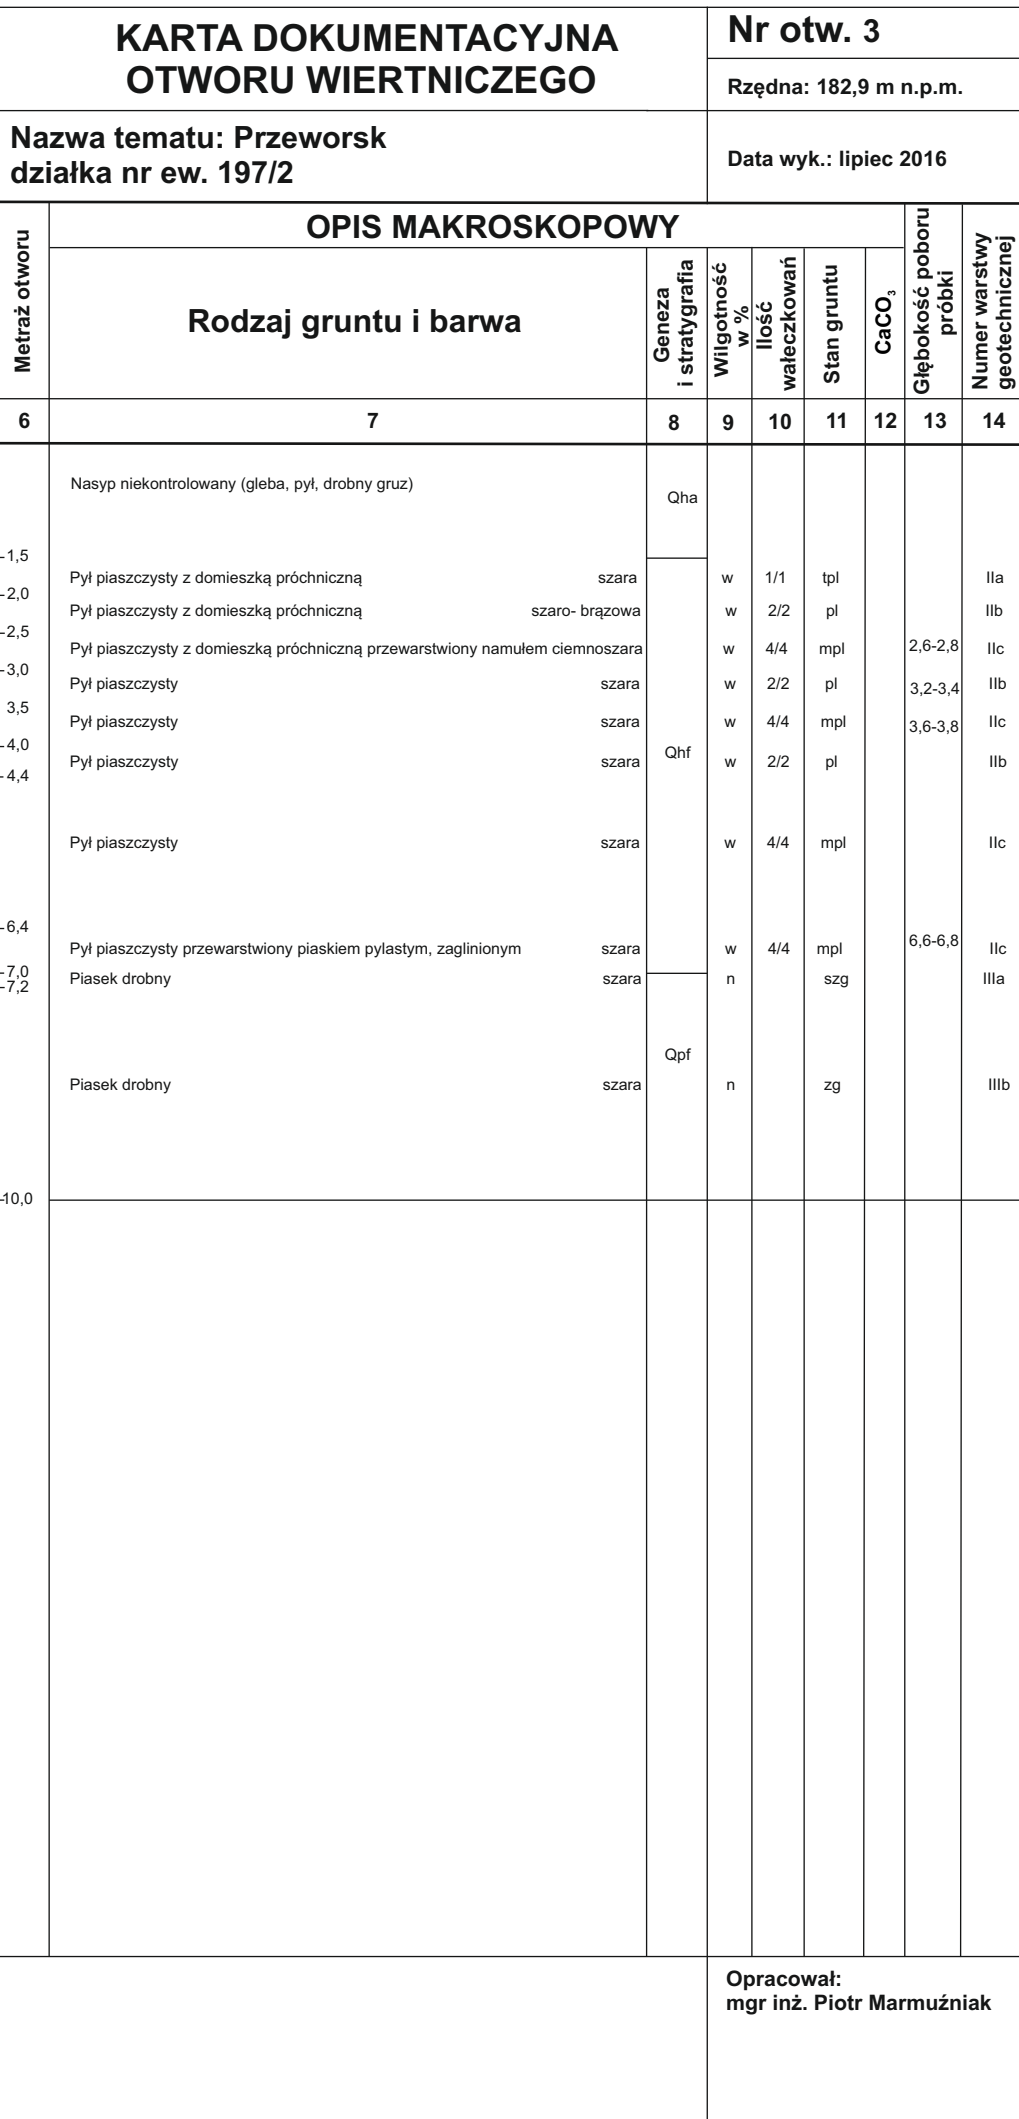 KARTA DOKUMENTACYJNA
OTWORU WIERTNICZEGO
Nr otw. 3
Rzędna: 182,9 m n.p.m.
Nazwa tematu: Przeworsk
działka nr ew. 197/2
Data wyk.: lipiec 2016
Metraż otworu
OPIS MAKROSKOPOWY
Rodzaj gruntu i barwa
Geneza
i stratygrafia
Wilgotność
w %
Ilość
wałeczkowań
Stan gruntu
CaCO₃
Głębokość poboru
próbki
Numer warstwy
geotechnicznej
6 7 8 9 10 11 12 13 14
Nasyp niekontrolowany (gleba, pył, drobny gruz) Qha
1,5
Pył piaszczysty z domieszką próchniczną szara w 1/1 tpl IIa
2,0
Pył piaszczysty z domieszką próchniczną szaro- brązowa w 2/2 pl IIb
2,5
Pył piaszczysty z domieszką próchniczną przewarstwiony namułem ciemnoszara w 4/4 mpl 2,6-2,8 IIc
3,0
Pył piaszczysty szara w 2/2 pl 3,2-3,4 IIb
3,5
Pył piaszczysty szara w 4/4 mpl 3,6-3,8 IIc
4,0
Qhf
Pył piaszczysty szara w 2/2 pl IIb
4,4
Pył piaszczysty szara w 4/4 mpl IIc
6,4
Pył piaszczysty przewarstwiony piaskiem pylastym, zaglinionym szara w 4/4 mpl 6,6-6,8 IIc
7,0
Piasek drobny szara n szg IIIa
7,2
Qpf
Piasek drobny szara n zg IIIb
10,0
Opracował:
mgr inż. Piotr Marmuźniak